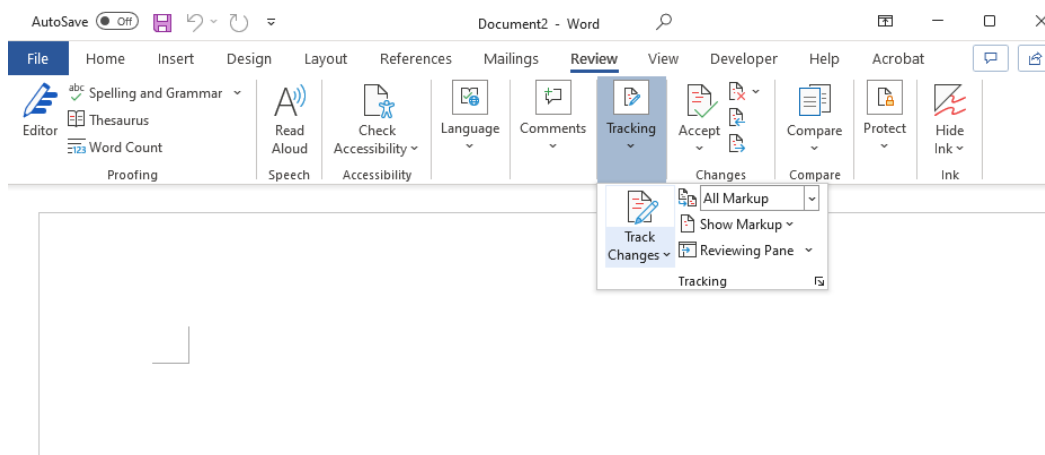 AutoSave Off Document2 - Word
File Home Insert Design Layout References Mailings Review View Developer Help Acrobat
Editor
abc Spelling and Grammar
Thesaurus
123 Word Count
Proofing
Read
Aloud
Speech
Check
Accessibility
Accessibility
Language
Comments
Tracking
Accept
Changes
Compare
Compare
Protect
Hide
Ink
Ink
Track
Changes
All Markup
Show Markup
Reviewing Pane
Tracking